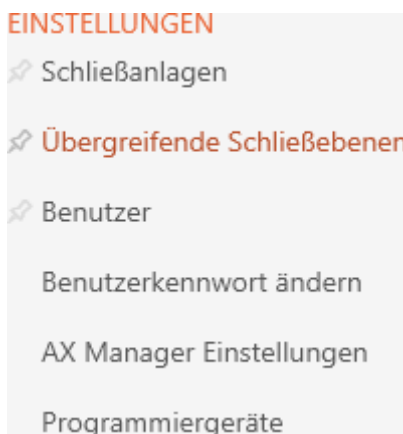 EINSTELLUNGEN
Schließanlagen
Übergreifende Schließebenen
Benutzer
Benutzerkennwort ändern
AX Manager Einstellungen
Programmiergeräte